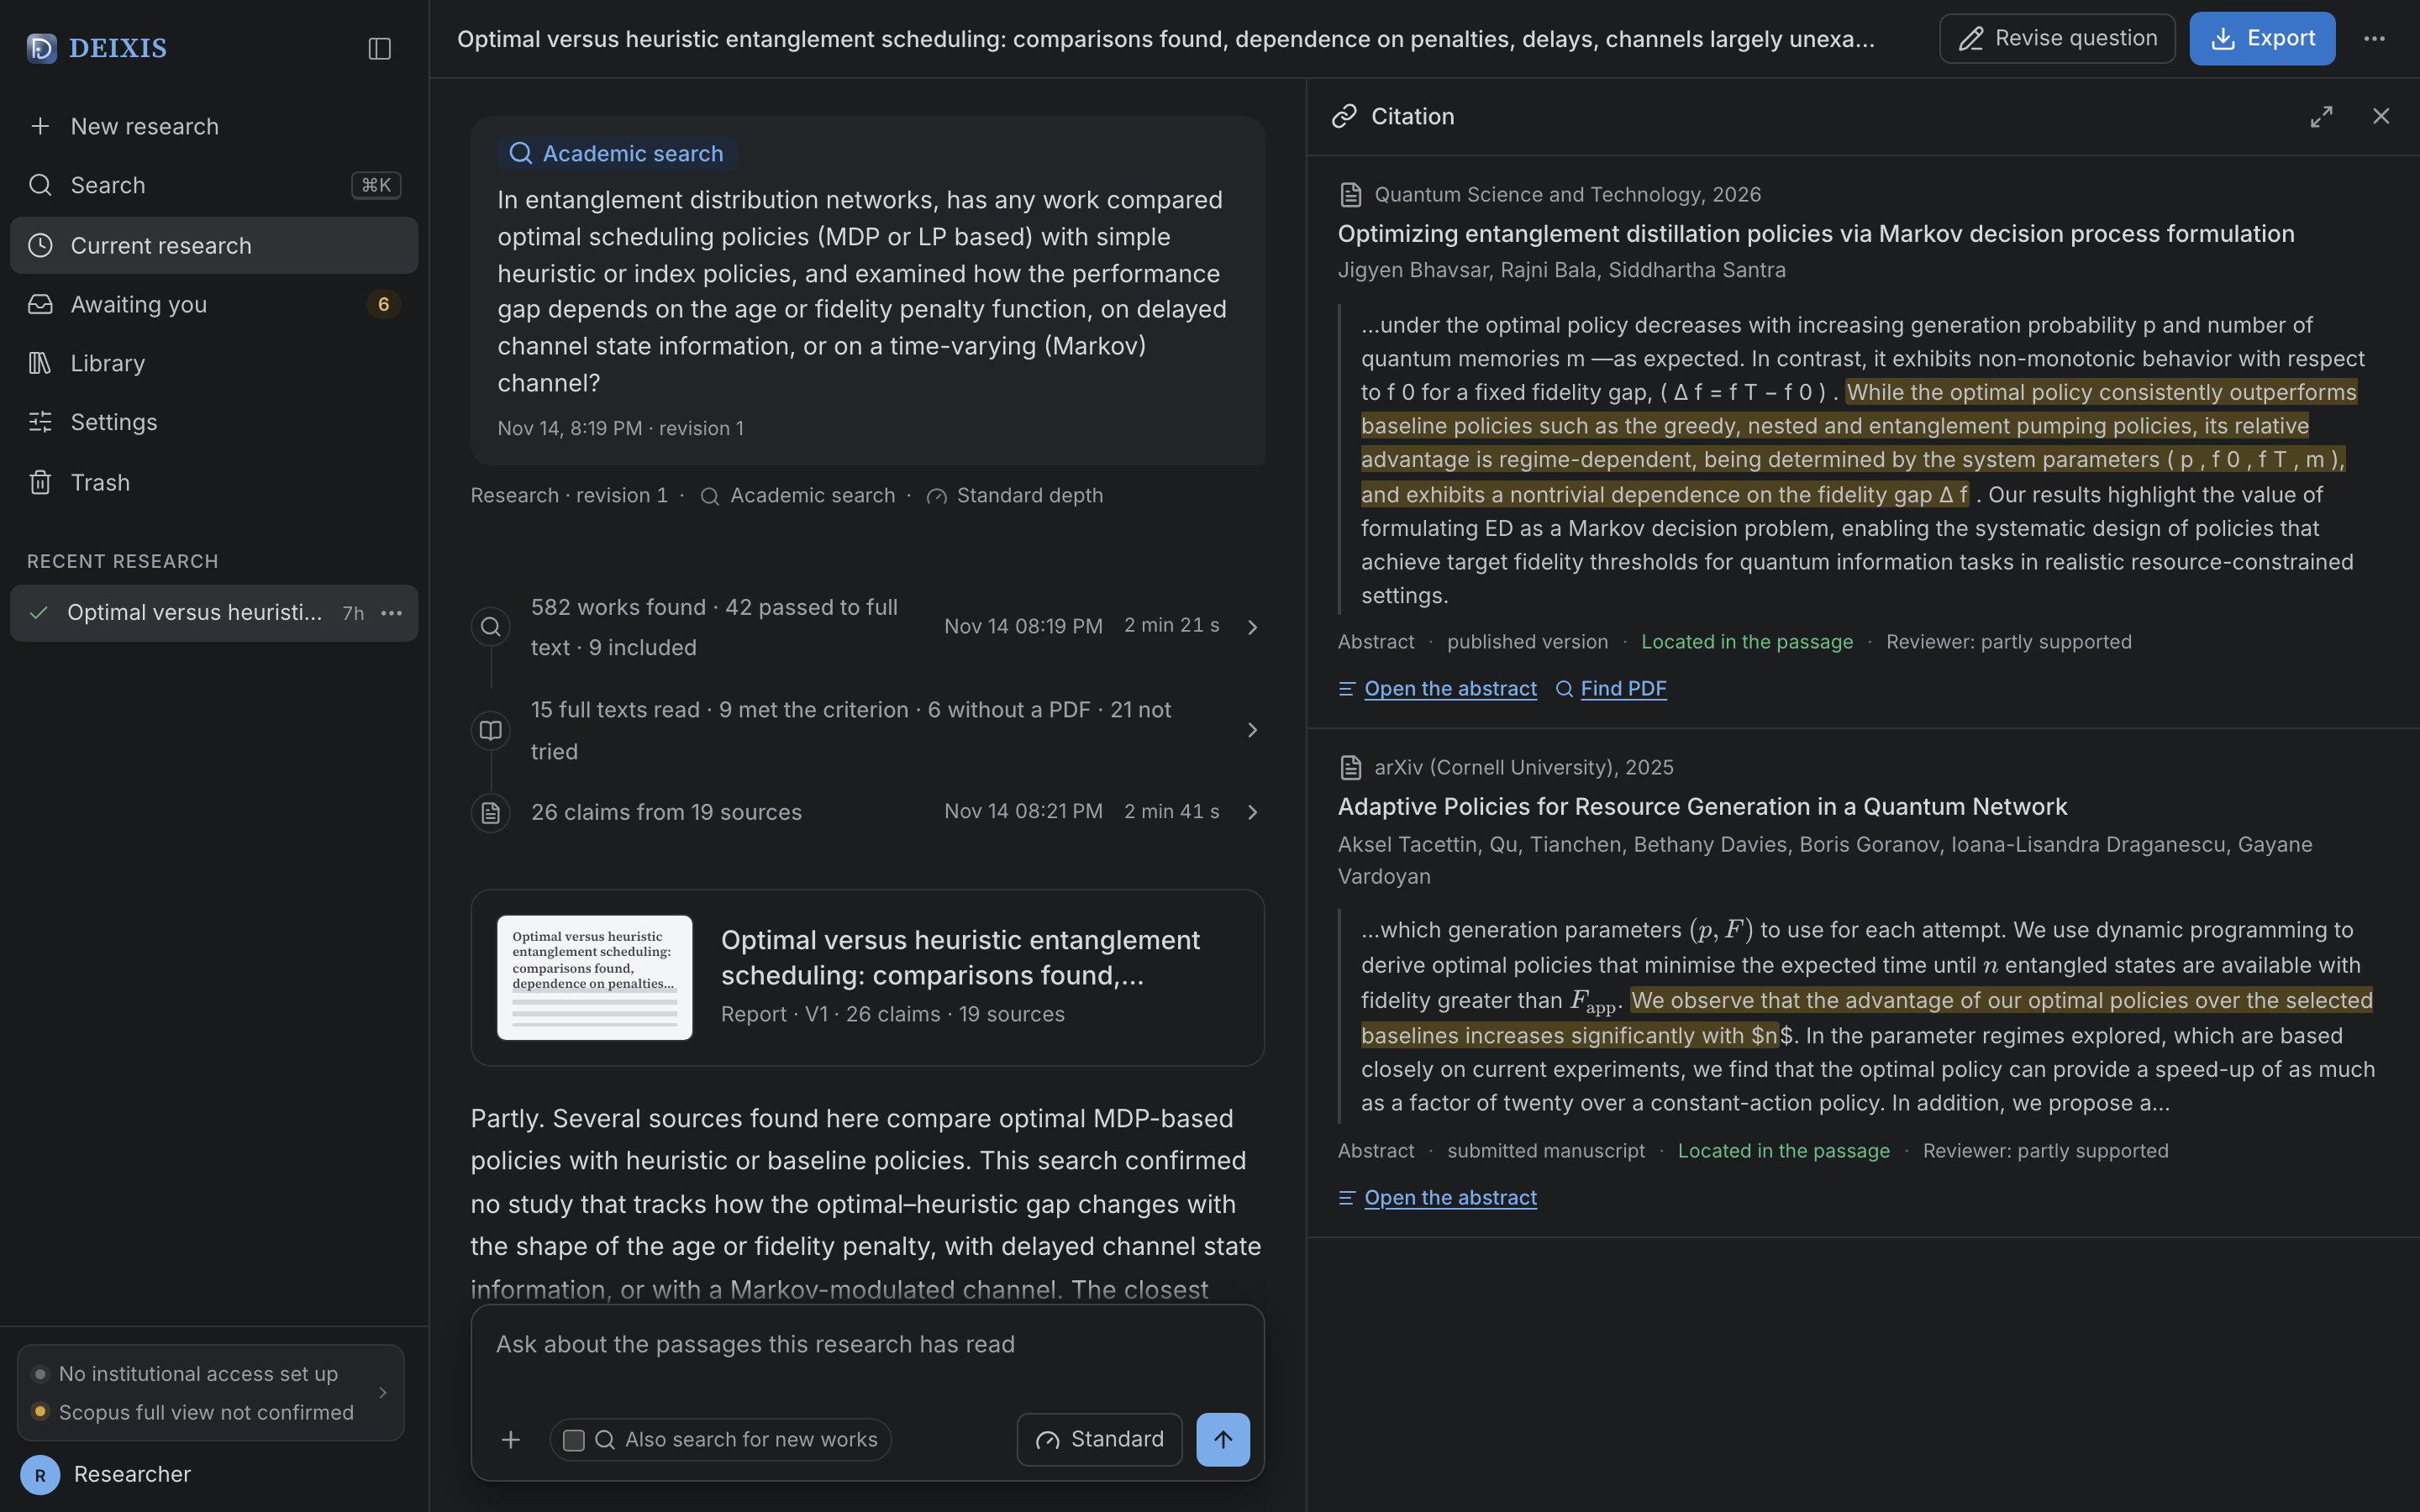 DEIXIS
New research
Search
⌘K
Current research
Awaiting you
6
Library
Settings
Trash
RECENT RESEARCH
Optimal versus heuristi...
7h
No institutional access set up
Scopus full view not confirmed
R
Researcher
Optimal versus heuristic entanglement scheduling: comparisons found, dependence on penalties, delays, channels largely unexa...
Revise question
Export
Academic search
In entanglement distribution networks, has any work compared
optimal scheduling policies (MDP or LP based) with simple
heuristic or index policies, and examined how the performance
gap depends on the age or fidelity penalty function, on delayed
channel state information, or on a time-varying (Markov)
channel?
Nov 14, 8:19 PM · revision 1
Research · revision 1 · Academic search · Standard depth
582 works found · 42 passed to full
text · 9 included
Nov 14 08:19 PM 2 min 21 s
15 full texts read · 9 met the criterion · 6 without a PDF · 21 not
tried
26 claims from 19 sources
Nov 14 08:21 PM 2 min 41 s
Optimal versus heuristic
entanglement scheduling:
comparisons found,
dependence on penalties...
Optimal versus heuristic entanglement
scheduling: comparisons found,...
Report · V1 · 26 claims · 19 sources
Partly. Several sources found here compare optimal MDP-based
policies with heuristic or baseline policies. This search confirmed
no study that tracks how the optimal–heuristic gap changes with
the shape of the age or fidelity penalty, with delayed channel state
information, or with a Markov-modulated channel. The closest
Ask about the passages this research has read
Also search for new works
Standard
Citation
Quantum Science and Technology, 2026
Optimizing entanglement distillation policies via Markov decision process formulation
Jigyen Bhavsar, Rajni Bala, Siddhartha Santra
...under the optimal policy decreases with increasing generation probability p and number of
quantum memories m —as expected. In contrast, it exhibits non-monotonic behavior with respect
to f 0 for a fixed fidelity gap, ( Δ f = f T − f 0 ) . While the optimal policy consistently outperforms
baseline policies such as the greedy, nested and entanglement pumping policies, its relative
advantage is regime-dependent, being determined by the system parameters ( p , f 0 , f T , m ),
and exhibits a nontrivial dependence on the fidelity gap Δ f . Our results highlight the value of
formulating ED as a Markov decision problem, enabling the systematic design of policies that
achieve target fidelity thresholds for quantum information tasks in realistic resource-constrained
settings.
Abstract · published version · Located in the passage · Reviewer: partly supported
Open the abstract
Find PDF
arXiv (Cornell University), 2025
Adaptive Policies for Resource Generation in a Quantum Network
Aksel Tacettin, Qu, Tianchen, Bethany Davies, Boris Goranov, Ioana-Lisandra Draganescu, Gayane
Vardoyan
...which generation parameters (p, F) to use for each attempt. We use dynamic programming to
derive optimal policies that minimise the expected time until n entangled states are available with
fidelity greater than F_app. We observe that the advantage of our optimal policies over the selected
baselines increases significantly with $n$. In the parameter regimes explored, which are based
closely on current experiments, we find that the optimal policy can provide a speed-up of as much
as a factor of twenty over a constant-action policy. In addition, we propose a...
Abstract · submitted manuscript · Located in the passage · Reviewer: partly supported
Open the abstract